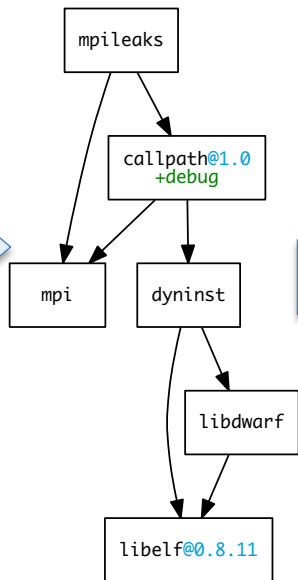 mpileaks
callpath@1.0
+debug
mpi
dyninst
libdwarf
libelf@0.8.11